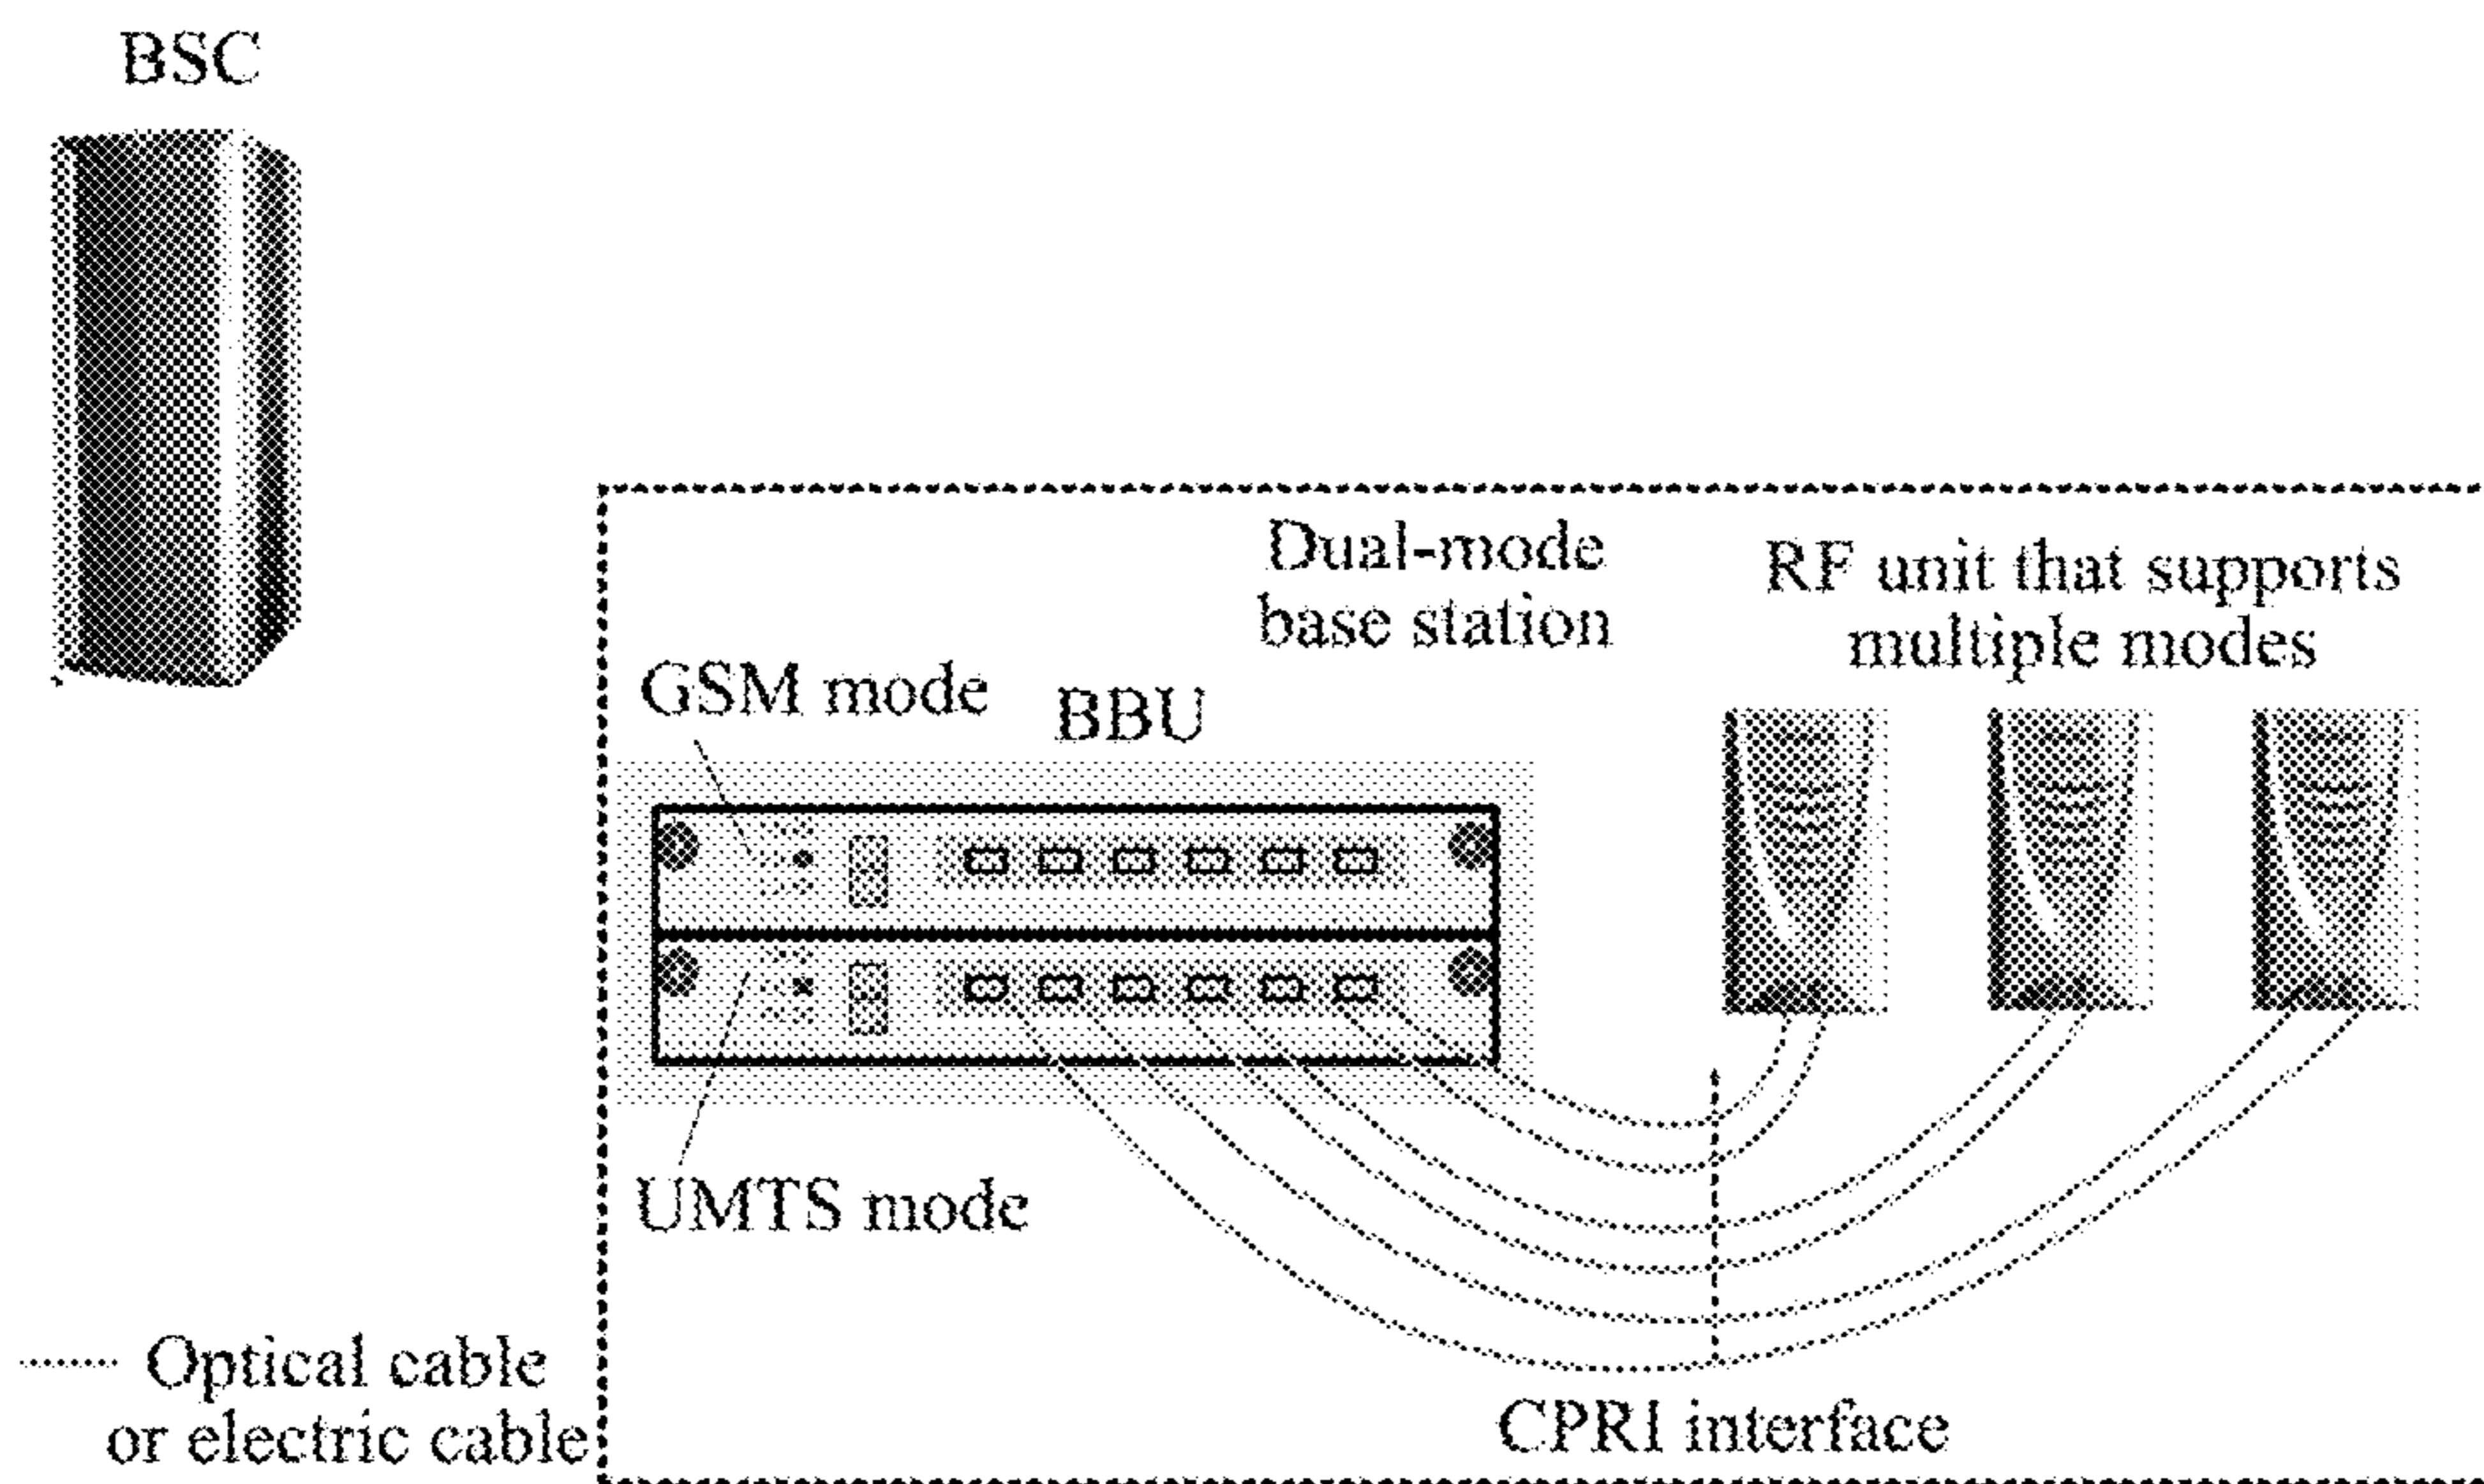 BSC
Dual-mode
base station
RF unit that supports
multiple modes
GSM mode
BBU
UMTS mode
Optical cable
or electric cable
CPRI interface